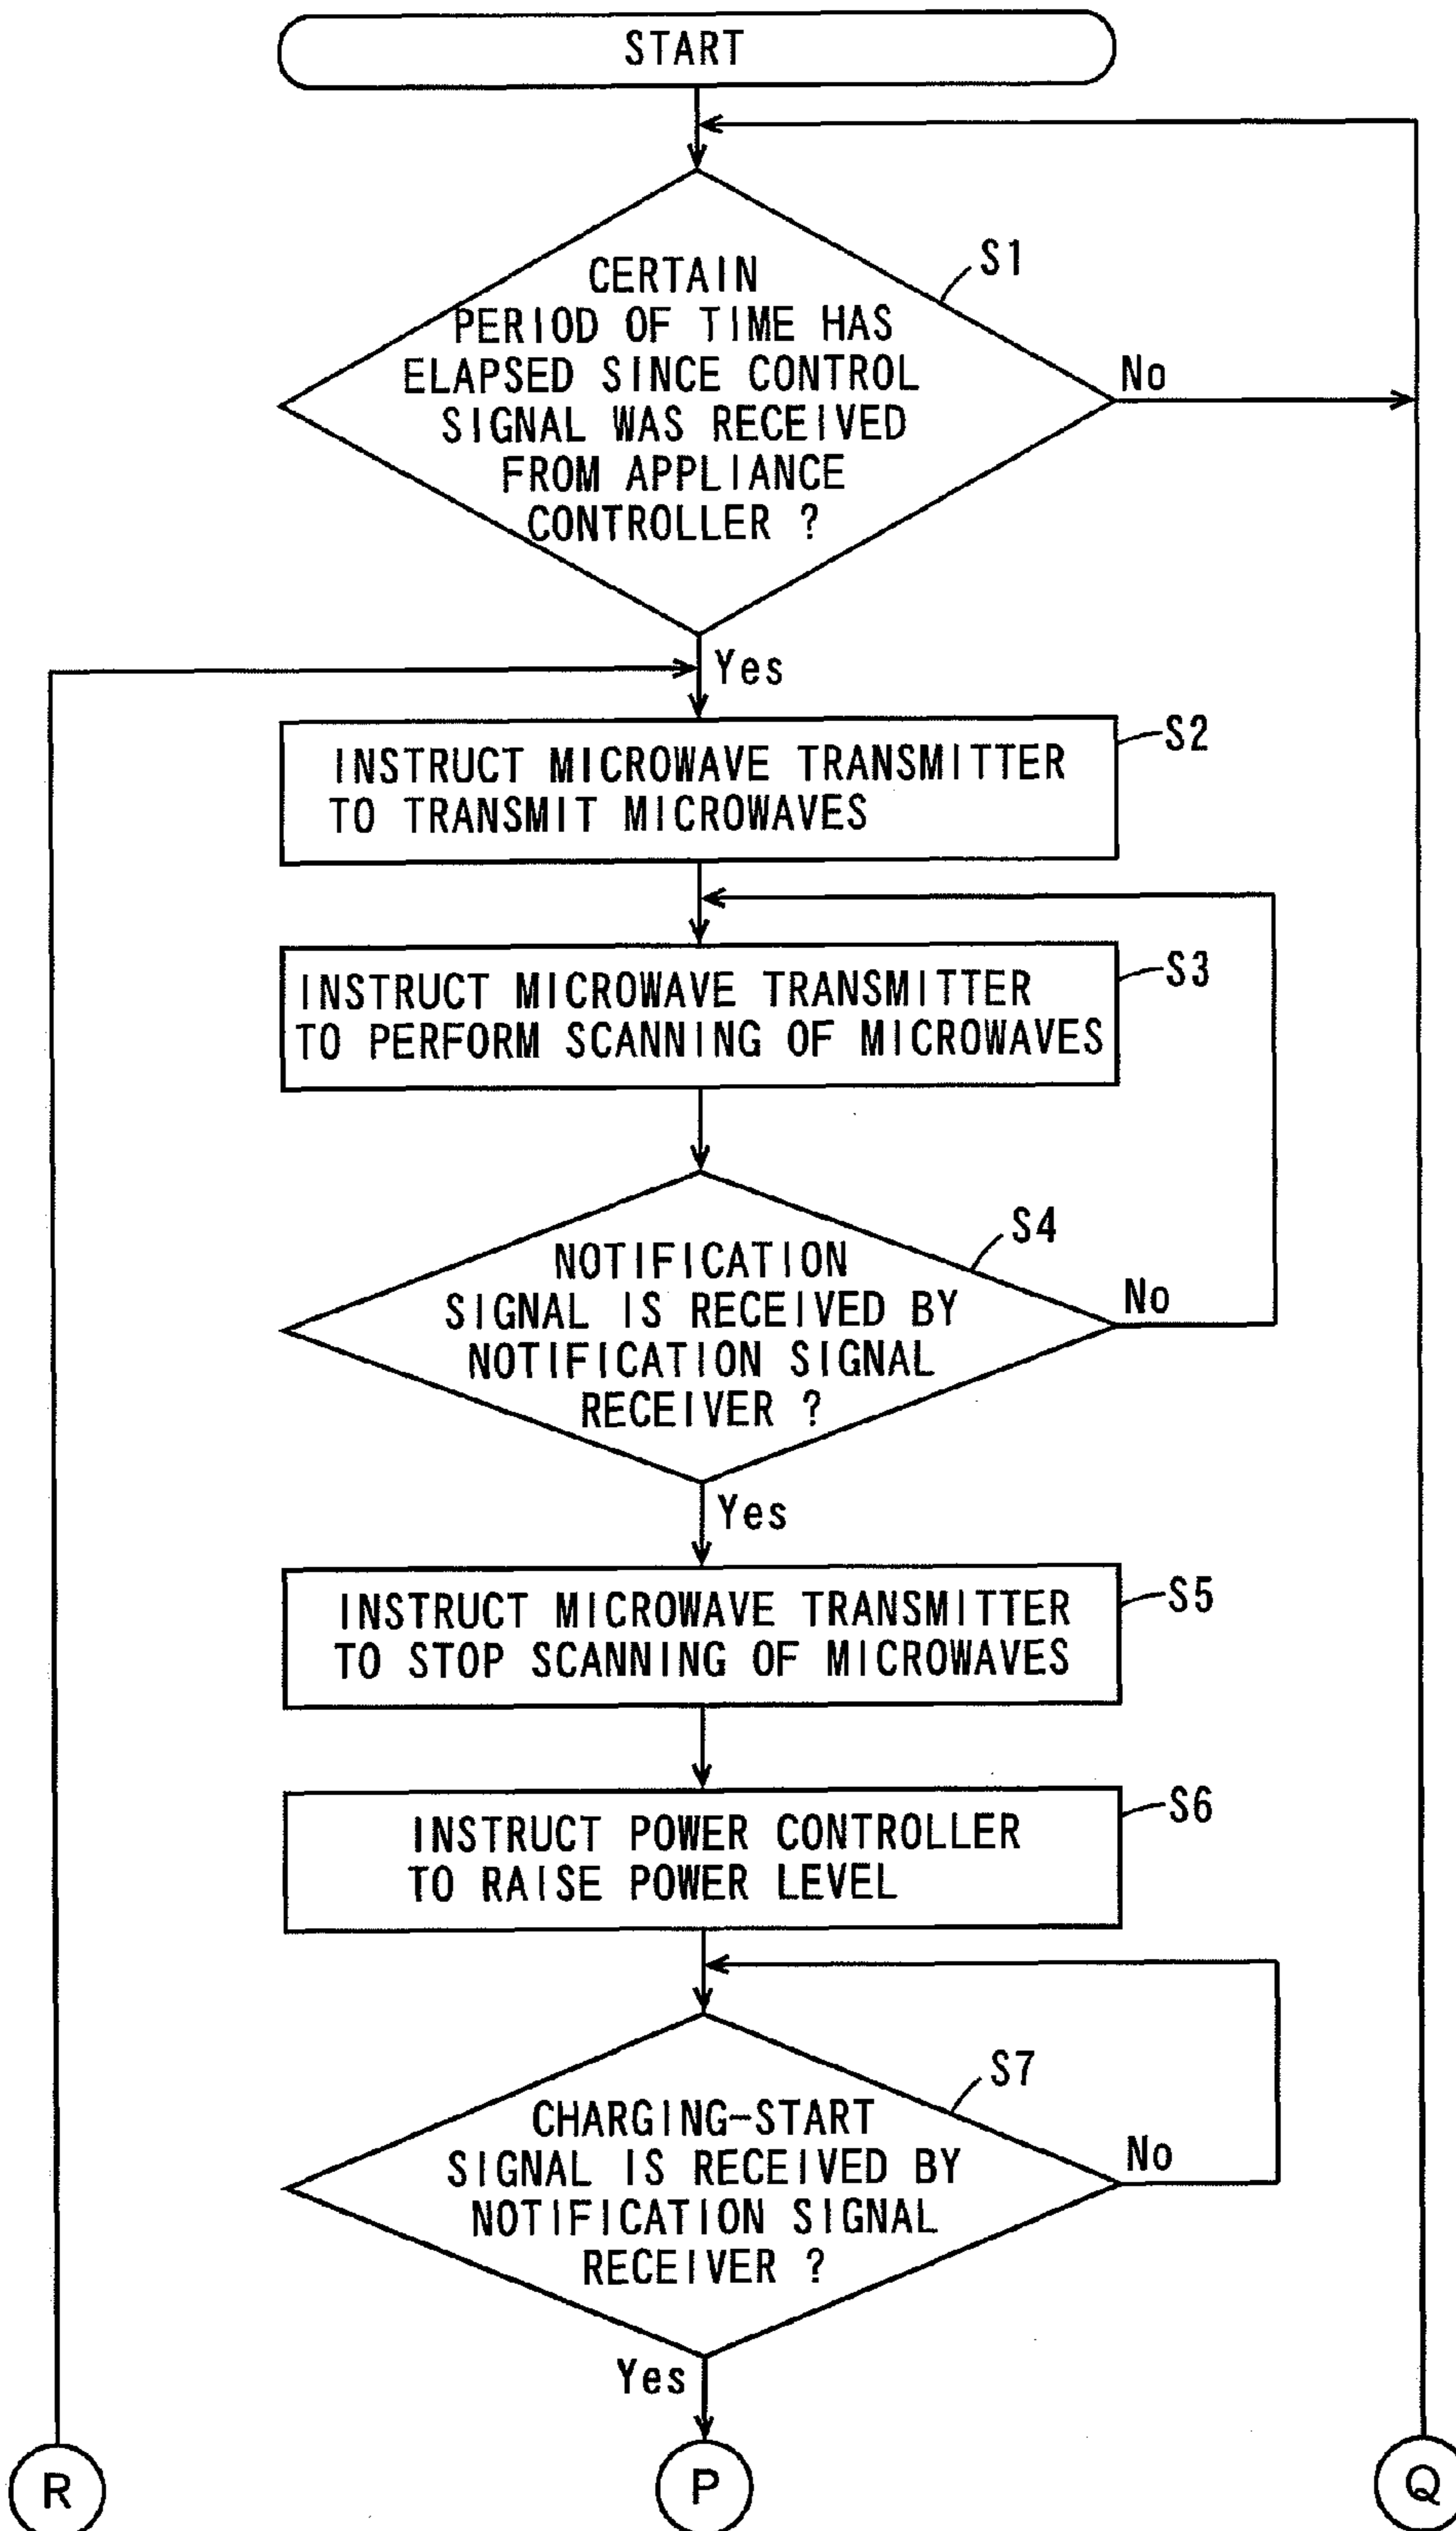 START
CERTAIN
PERIOD OF TIME HAS
ELAPSED SINCE CONTROL
SIGNAL WAS RECEIVED
FROM APPLIANCE
CONTROLLER ?
S1
No
Yes
INSTRUCT MICROWAVE TRANSMITTER
TO TRANSMIT MICROWAVES
S2
INSTRUCT MICROWAVE TRANSMITTER
TO PERFORM SCANNING OF MICROWAVES
S3
NOTIFICATION
SIGNAL IS RECEIVED BY
NOTIFICATION SIGNAL
RECEIVER ?
S4
No
Yes
INSTRUCT MICROWAVE TRANSMITTER
TO STOP SCANNING OF MICROWAVES
S5
INSTRUCT POWER CONTROLLER
TO RAISE POWER LEVEL
S6
CHARGING-START
SIGNAL IS RECEIVED BY
NOTIFICATION SIGNAL
RECEIVER ?
S7
No
Yes
R
P
Q